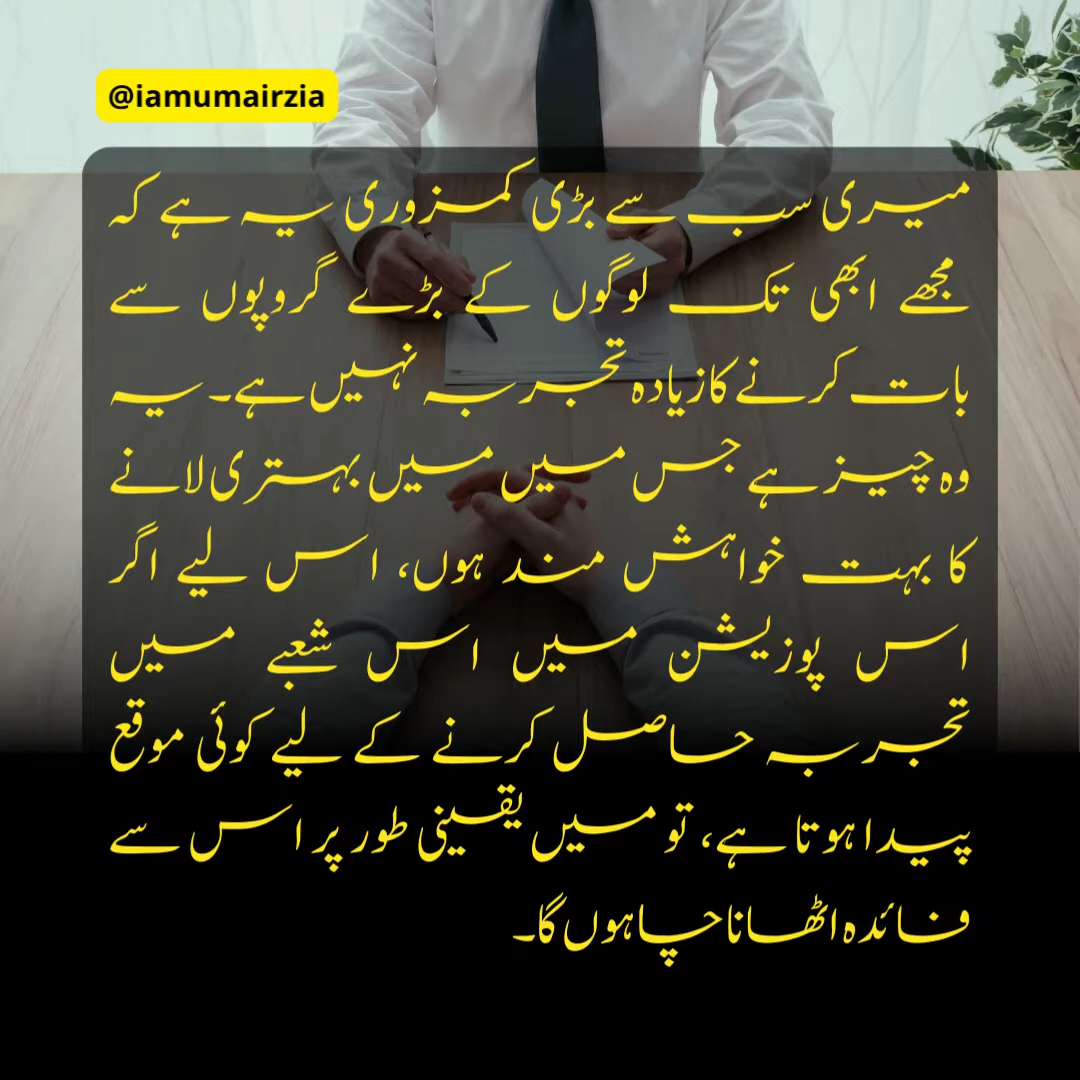 @iamumairzia
میری سب سے بڑی کمزوری یہ ہے کہ
مجھے ابھی تک لوگوں کے بڑے گروپوں سے
بات کرنے کا زیادہ تجربہ نہیں ہے۔ یہ
وہ چیز ہے جس میں میں بہتری لانے
کا بہت خواہش مند ہوں، اس لیے اگر
اس پوزیشن میں اس شعبے میں
تجربہ حاصل کرنے کے لیے کوئی موقع
پیدا ہوتا ہے، تو میں یقینی طور پر اس سے
فائدہ اٹھانا چاہوں گا۔